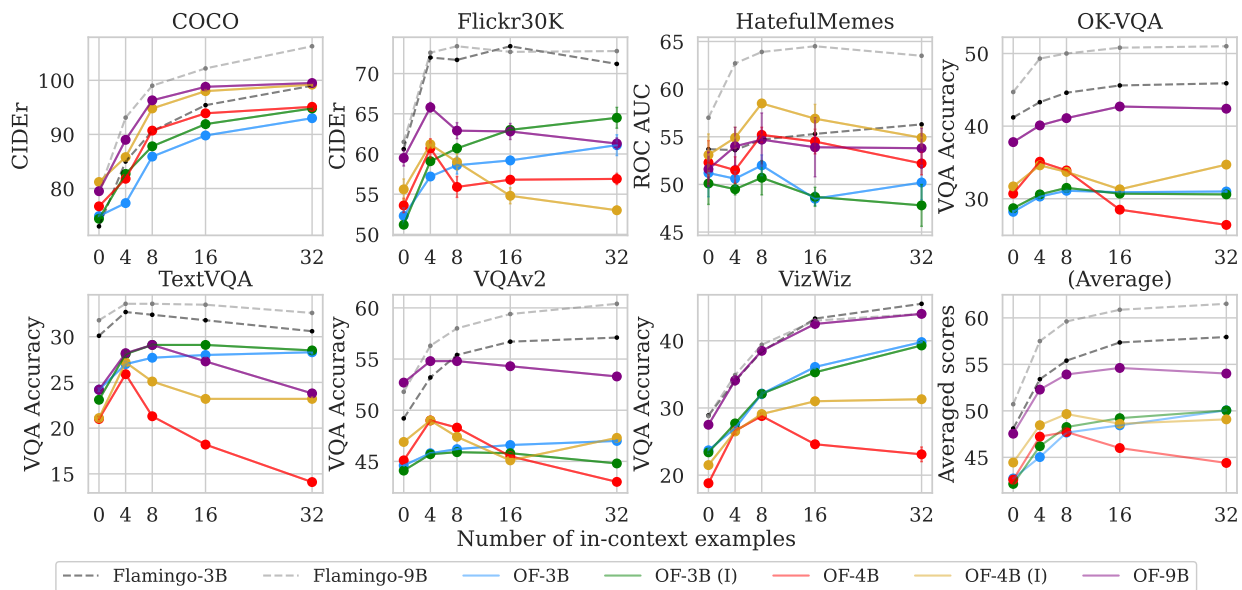 COCO Flickr30K HatefulMemes OK-VQA
CIDEr
100
90
80
0 4 8 16 32
CIDEr
70
65
60
55
50
0 4 8 16 32
ROC AUC
65
60
55
50
45
0 4 8 16 32
VQA Accuracy
50
40
30
0 4 8 16 32
TextVQA VQAv2 VizWiz (Average)
VQA Accuracy
30
25
20
15
0 4 8 16 32
VQA Accuracy
60
55
50
45
0 4 8 16 32
VQA Accuracy
40
30
20
0 4 8 16 32
Averaged scores
60
55
50
45
0 4 8 16 32
Number of in-context examples
Flamingo-3B Flamingo-9B OF-3B OF-3B (I) OF-4B OF-4B (I) OF-9B